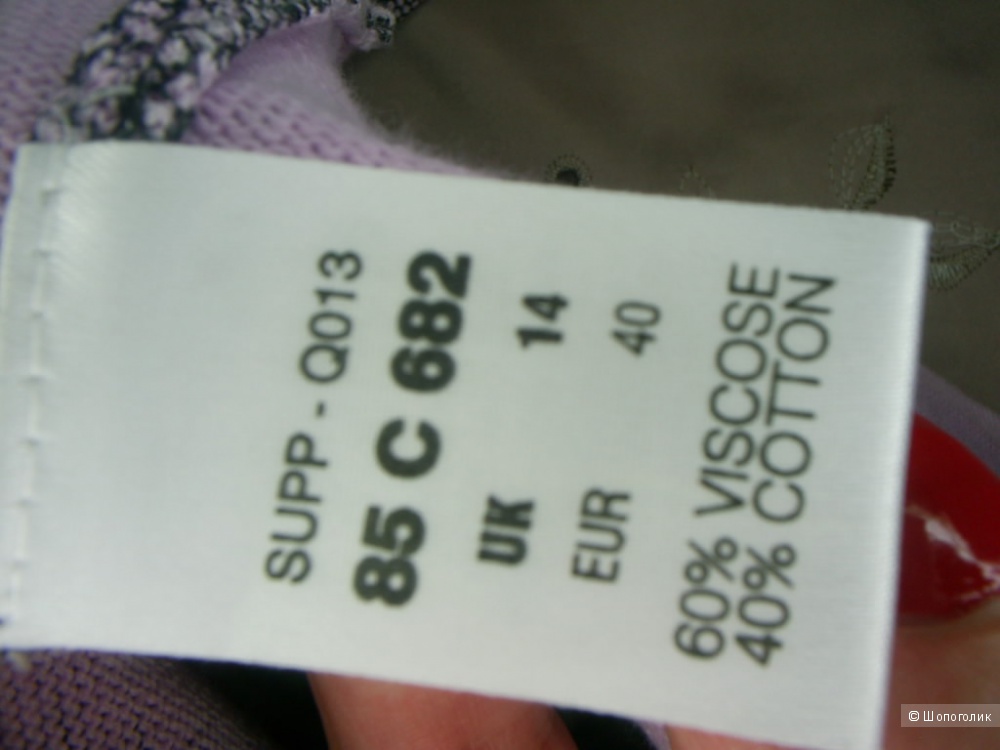 SUPP - Q013
85 C 682
UK 14
EUR 40
60% VISCOSE
40% COTTON
© Шопоголик